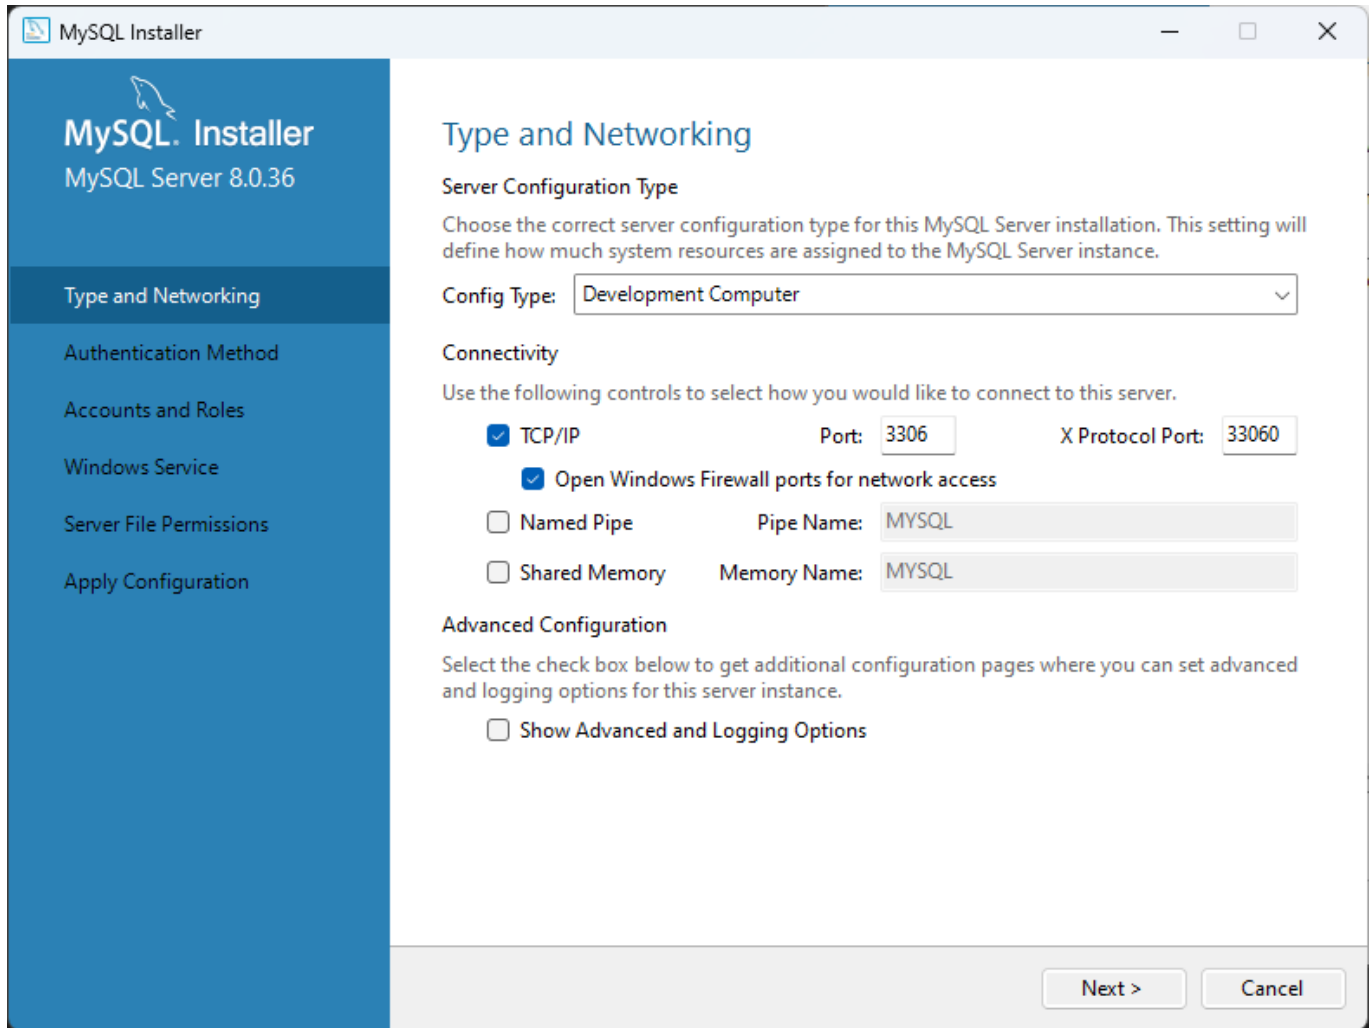 MySQL Installer
MySQL. Installer
MySQL Server 8.0.36
Type and Networking
Authentication Method
Accounts and Roles
Windows Service
Server File Permissions
Apply Configuration
Type and Networking
Server Configuration Type
Choose the correct server configuration type for this MySQL Server installation. This setting will
define how much system resources are assigned to the MySQL Server instance.
Config Type: Development Computer
Connectivity
Use the following controls to select how you would like to connect to this server.
TCP/IP Port: 3306 X Protocol Port: 33060
Open Windows Firewall ports for network access
Named Pipe Pipe Name: MYSQL
Shared Memory Memory Name: MYSQL
Advanced Configuration
Select the check box below to get additional configuration pages where you can set advanced
and logging options for this server instance.
Show Advanced and Logging Options
Next > Cancel